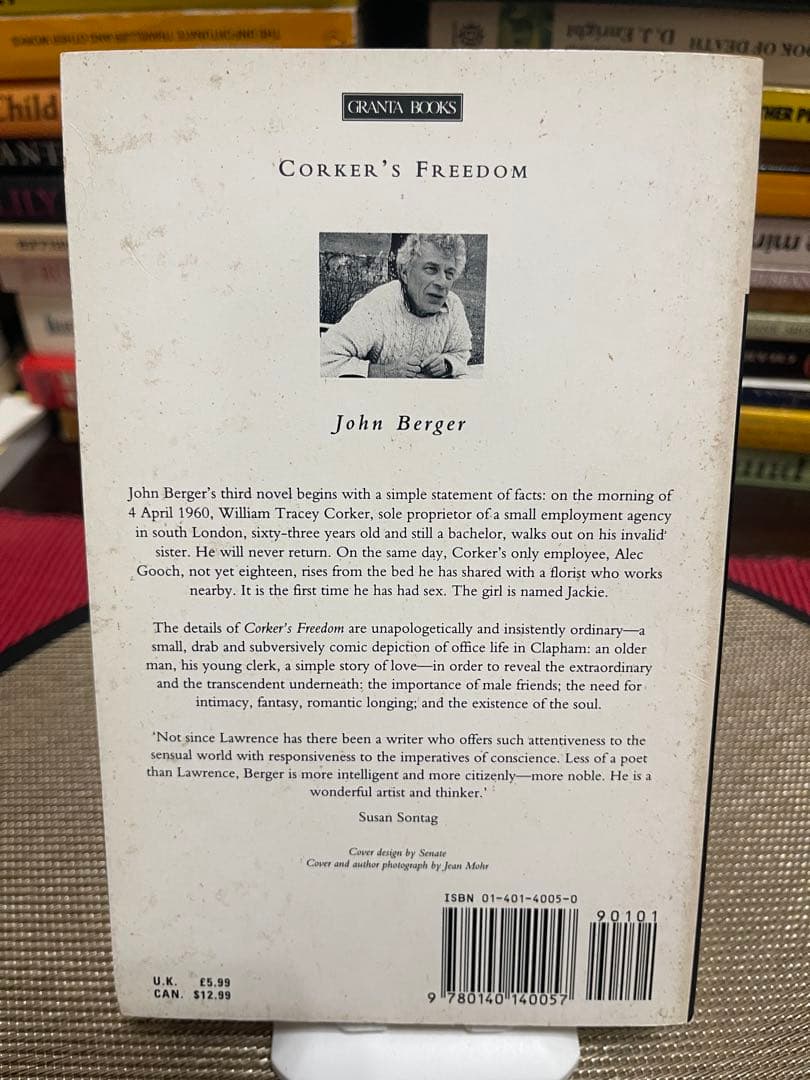 THE UNFORTUNATE TRAVELLER AND OTHER WORKS
D.J. Enright
BOOK OF DEATH
Child
GRANTA BOOKS
CORKER'S FREEDOM
John Berger
John Berger's third novel begins with a simple statement of facts: on the morning of
4 April 1960, William Tracey Corker, sole proprietor of a small employment agency
in south London, sixty-three years old and still a bachelor, walks out on his invalid
sister. He will never return. On the same day, Corker's only employee, Alec
Gooch, not yet eighteen, rises from the bed he has shared with a florist who works
nearby. It is the first time he has had sex. The girl is named Jackie.
The details of Corker's Freedom are unapologetically and insistently ordinary—a
small, drab and subversively comic depiction of office life in Clapham: an older
man, his young clerk, a simple story of love—in order to reveal the extraordinary
and the transcendent underneath: the importance of male friends; the need for
intimacy, fantasy, romantic longing; and the existence of the soul.
'Not since Lawrence has there been a writer who offers such attentiveness to the
sensual world with responsiveness to the imperatives of conscience. Less of a poet
than Lawrence, Berger is more intelligent and more citizenly—more noble. He is a
wonderful artist and thinker.'
Susan Sontag
Cover design by Senate
Cover and author photograph by Jean Mohr
ISBN 01-401-4005-0
90101
9 780140 140057
U.K. £5.99
CAN. $12.99